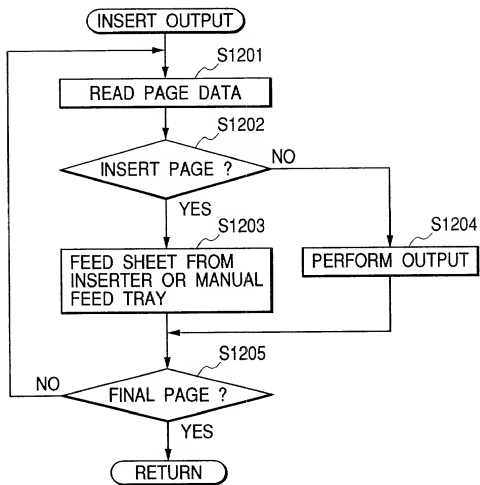 INSERT OUTPUT
S1201
READ PAGE DATA
S1202
INSERT PAGE ?
NO
YES
S1203
FEED SHEET FROM
INSERTER OR MANUAL
FEED TRAY
S1204
PERFORM OUTPUT
S1205
NO
FINAL PAGE ?
YES
RETURN